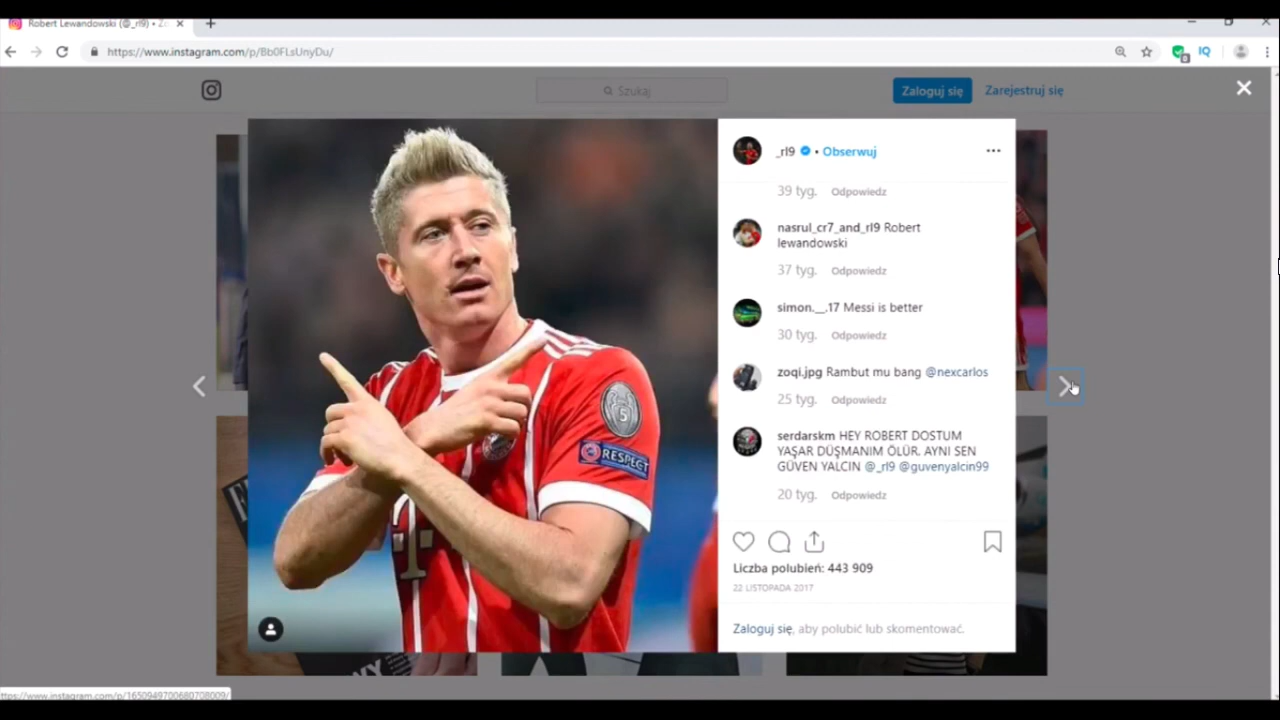 Robert Lewandowski (@_rl9) •
https://www.instagram.com/p/Bb0FLsUnyDu/
IQ
Szukaj
Zaloguj się
Zarejestruj się
_rl9 • Obserwuj
39 tyg. Odpowiedz
nasrul_cr7_and_rl9 Robert
lewandowski
37 tyg. Odpowiedz
simon.__.17 Messi is better
30 tyg. Odpowiedz
zoqi.jpg Rambut mu bang @nexcarlos
25 tyg. Odpowiedz
serdarskm HEY ROBERT DOSTUM
YAŞAR DÜŞMANIM ÖLÜR. AYNI SEN
GÜVEN YALCIN @_rl9 @guvenyalcin99
20 tyg. Odpowiedz
5
RESPECT
T
Liczba polubień: 443 909
22 LISTOPADA 2017
Zaloguj się, aby polubić lub skomentować.
ttps://www.instagram.com/p/1650949700680708009/